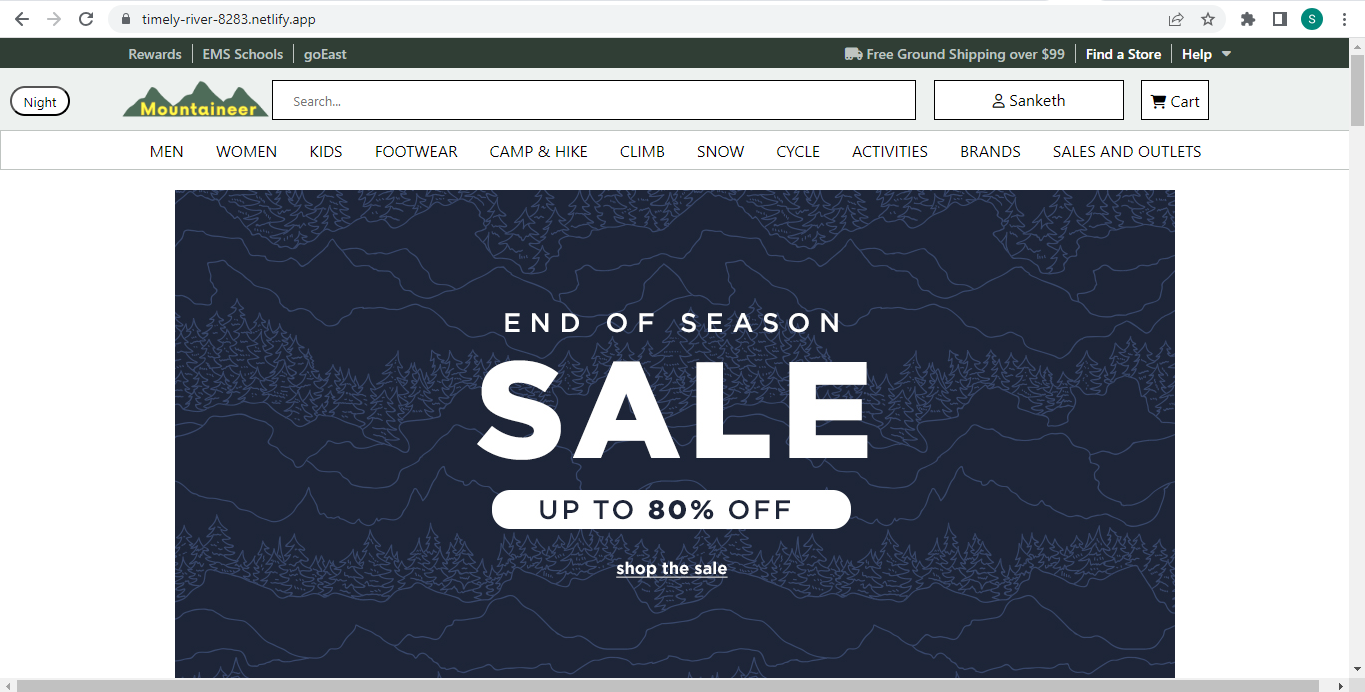 timely-river-8283.netlify.app
S
Rewards EMS Schools goEast Free Ground Shipping over $99 Find a Store Help
Night Mountaineer Search... Sanketh Cart
MEN WOMEN KIDS FOOTWEAR CAMP & HIKE CLIMB SNOW CYCLE ACTIVITIES BRANDS SALES AND OUTLETS
END OF SEASON
SALE
UP TO 80% OFF
shop the sale